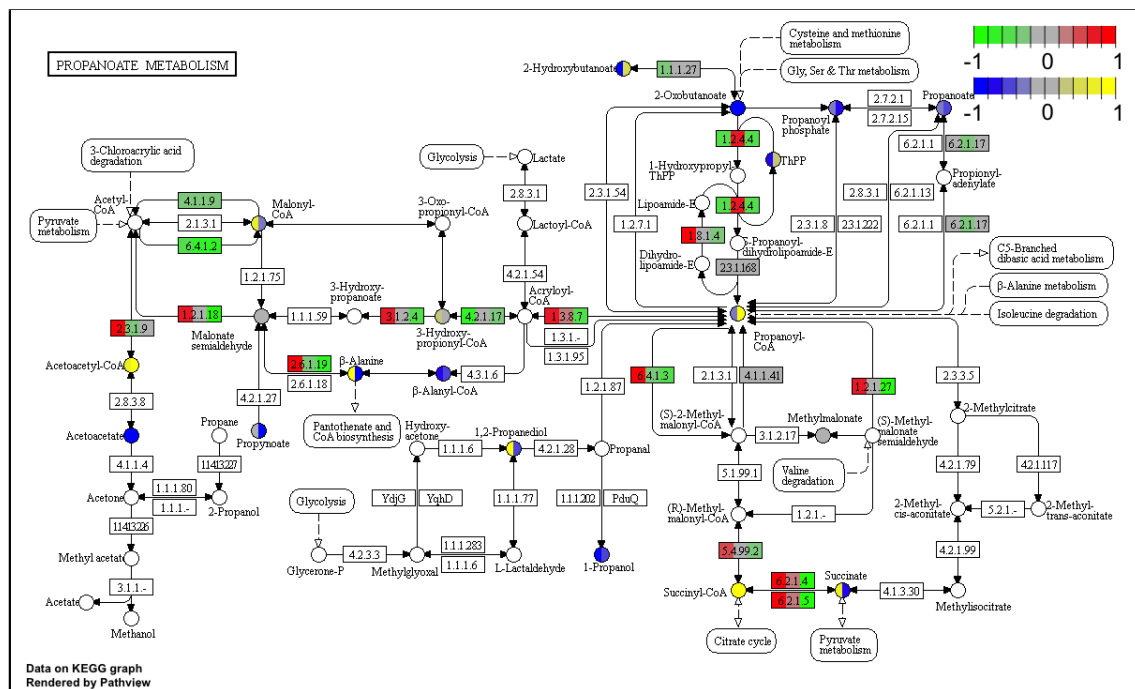 PROPANOATE METABOLISM
-1 0 1
-1 0 1
Cysteine and methionine
metabolism
Gly, Ser & Thr metabolism
2-Hydroxybutanoate
1.1.1.27
2-Oxobutanoate
Propanoyl
phosphate
2.7.2.1
2.7.2.15
Propanoate
3-Chloroacrylic acid
degradation
Glycolysis
Lactate
1.2.4.4
ThPP
6.2.1.1
6.2.1.17
1-Hydroxypropyl-
ThPP
Propionyl-
adenylate
Acetyl-
CoA
4.1.1.9
Malonyl-
CoA
2.8.3.1
2.3.1.54
1.2.7.1
2.8.3.1
6.2.1.13
Pyruvate
metabolism
2.1.3.1
3-Oxo-
propionyl-CoA
Lactoyl-CoA
Lipoamide-E
1.2.4.4
2.3.1.8
2.3.1.222
6.2.1.1
6.2.1.17
6.4.1.2
1.8.1.4
Dihydro-
lipoamide-E
S-Propanoyl-
dihydrolipoamide-E
C5-Branched
dibasic acid metabolism
1.2.1.75
4.2.1.54
2.3.1.168
β-Alanine metabolism
3-Hydroxy-
propanoate
Acryloyl-
CoA
Isoleucine degradation
2.3.1.9
1.2.1.18
1.1.1.59
3.1.2.4
4.2.1.17
1.3.8.7
Malonate
semialdehyde
3-Hydroxy-
propionyl-CoA
1.3.1.-
1.3.1.95
Propanoyl-
CoA
Acetoacetyl-CoA
2.6.1.19
2.6.1.18
β-Alanine
β-Alanyl-CoA
4.3.1.6
1.2.1.87
6.4.1.3
2.1.3.1
4.1.1.41
1.2.1.27
2.3.3.5
2.8.3.8
4.2.1.27
Pantothenate and
CoA biosynthesis
(S)-2-Methyl-
malonyl-CoA
Methylmalonate
(S)-Methyl-
malonate
semialdehyde
2-Methylcitrate
Acetoacetate
Propane
Propynoate
Hydroxy-
acetone
1,2-Propanediol
Propanal
3.1.2.17
1.1.1.6
4.2.1.28
4.1.1.4
1.14.13.227
5.1.99.1
Valine
degradation
4.2.1.79
4.2.1.117
Acetone
1.1.1.80
1.1.1.-
2-Propanol
Glycolysis
YdjG
YqhD
1.1.1.77
1.1.1.202
PduQ
(R)-Methyl-
malonyl-CoA
1.2.1.-
2-Methyl-
cis-aconitate
5.2.1.-
2-Methyl-
trans-aconitate
1.14.13.226
Glycerone-P
4.2.3.3
Methylglyoxal
1.1.1.283
1.1.1.6
L-Lactaldehyde
1-Propanol
5.4.99.2
4.2.1.99
Methyl acetate
3.1.1.-
Acetate
Methanol
Succinyl-CoA
6.2.1.4
6.2.1.5
Succinate
4.1.3.30
Methylisocitrate
Citrate cycle
Pyruvate
metabolism
Data on KEGG graph
Rendered by Pathview